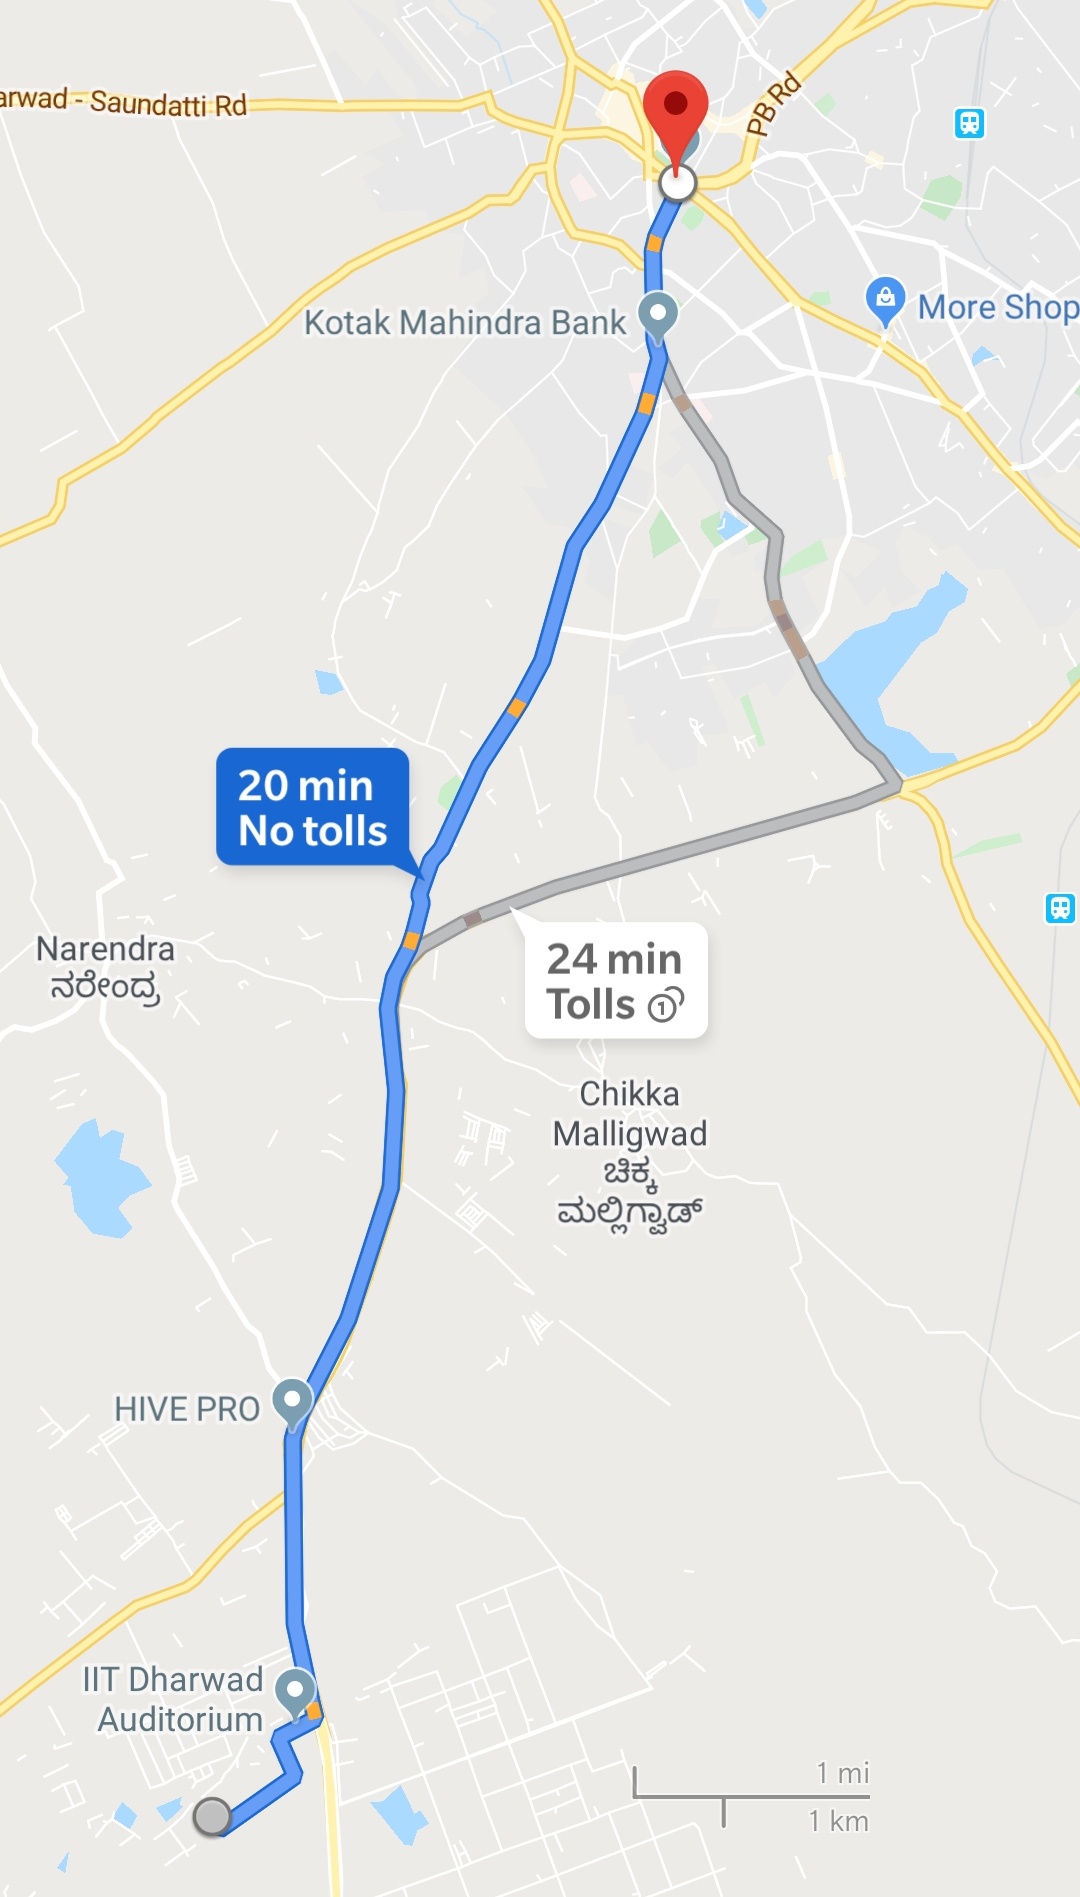 arwad - Saundatti Rd
PB Rd
Kotak Mahindra Bank
More Shop
20 min
No tolls
Narendra
ನರೇಂದ್ರ
24 min
Tolls
Chikka
Malligwad
ಚಿಕ್ಕ
ಮಲ್ಲಿಗ್ವಾಡ್
HIVE PRO
IIT Dharwad
Auditorium
1 mi
1 km